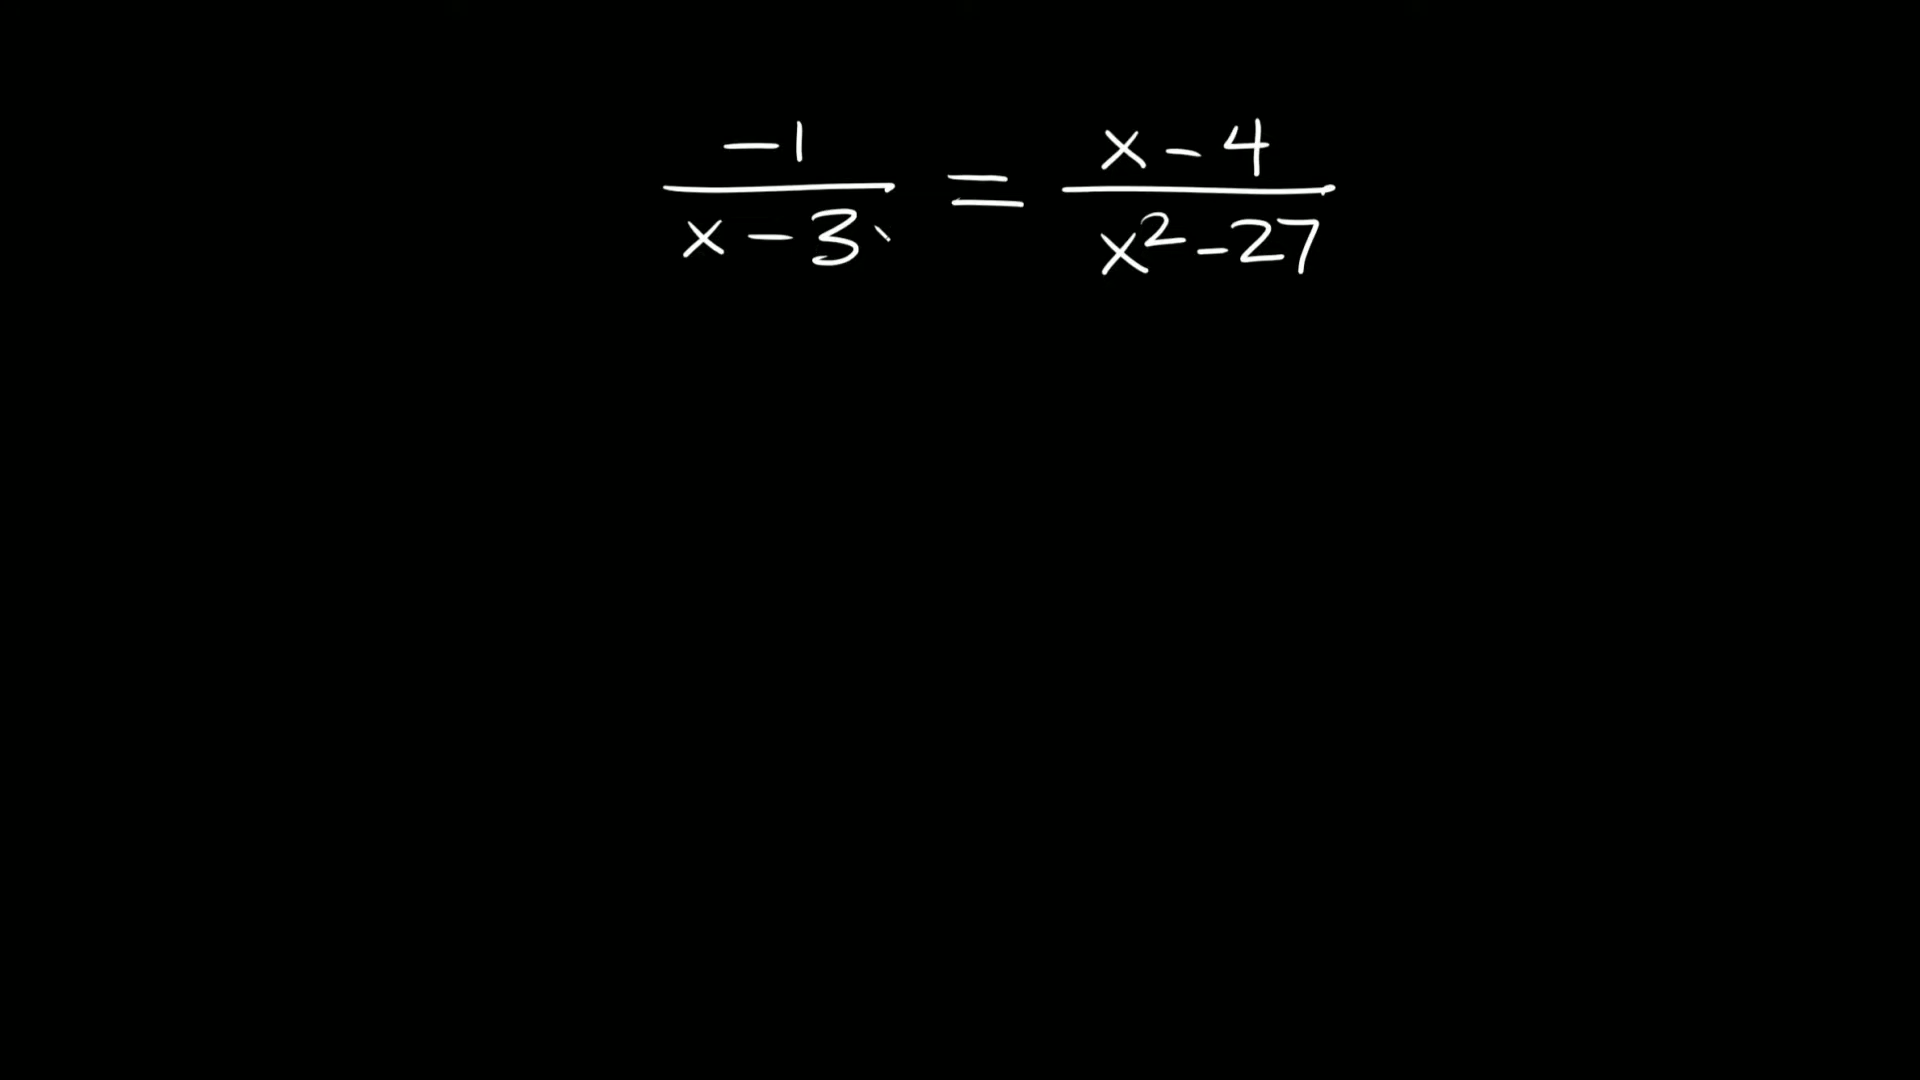 -1/(x-3) = (x-4)/(x²-27)